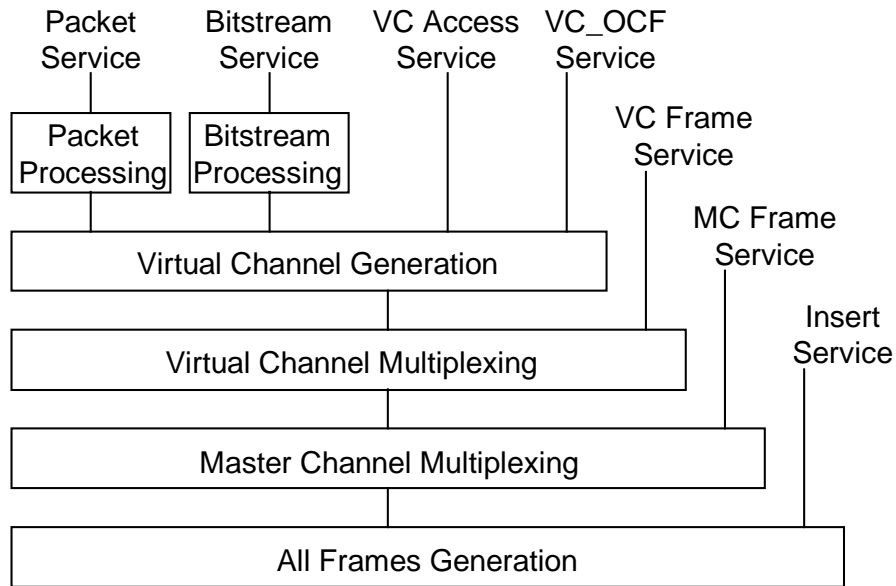 Packet
Service
Bitstream
Service
VC Access
Service
VC_OCF
Service
Packet
Processing
Bitstream
Processing
VC Frame
Service
MC Frame
Service
Virtual Channel Generation
Insert
Service
Virtual Channel Multiplexing
Master Channel Multiplexing
All Frames Generation